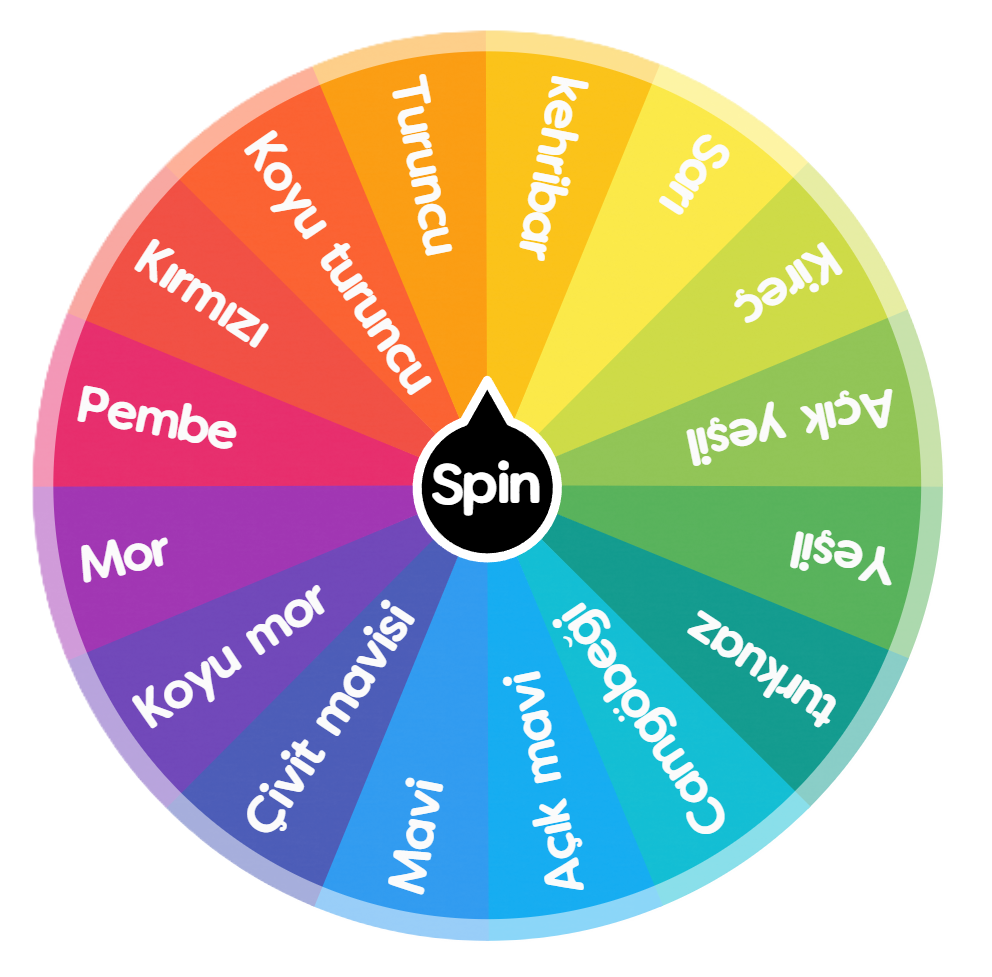 kehribar
Sarı
Kireç
Açık yeşil
Yeşil
turkuaz
Camgöbeği
Açık mavi
Mavi
Çivit mavisi
Koyu mor
Mor
Pembe
Kırmızı
Koyu turuncu
Turuncu
Spin